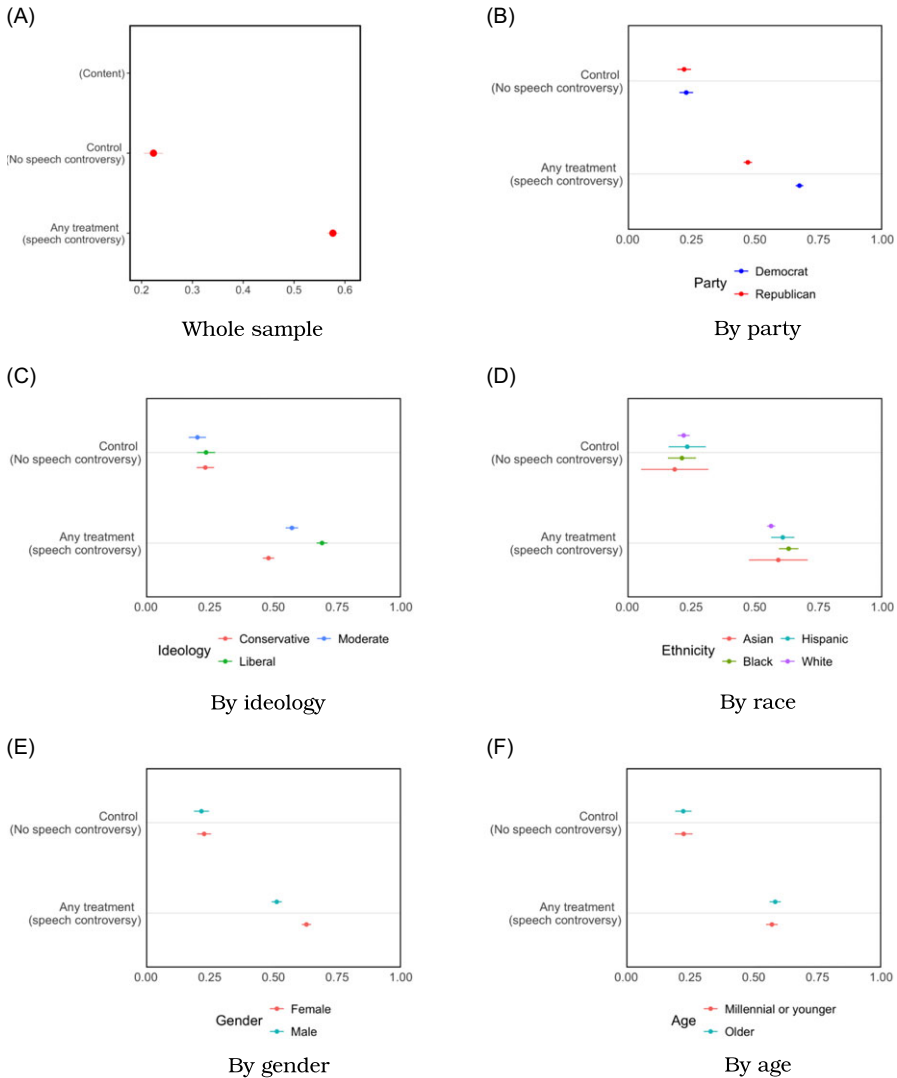 (A)
(Content)
Control
(No speech controversy)
Any treatment
(speech controversy)
0.2 0.3 0.4 0.5 0.6
Whole sample
(B)
Control
(No speech controversy)
Any treatment
(speech controversy)
0.00 0.25 0.50 0.75 1.00
Party
Democrat
Republican
By party
(C)
Control
(No speech controversy)
Any treatment
(speech controversy)
0.00 0.25 0.50 0.75 1.00
Ideology
Conservative Moderate
Liberal
By ideology
(D)
Control
(No speech controversy)
Any treatment
(speech controversy)
0.00 0.25 0.50 0.75 1.00
Ethnicity
Asian Hispanic
Black White
By race
(E)
Control
(No speech controversy)
Any treatment
(speech controversy)
0.00 0.25 0.50 0.75 1.00
Gender
Female
Male
By gender
(F)
Control
(No speech controversy)
Any treatment
(speech controversy)
0.00 0.25 0.50 0.75 1.00
Age
Millennial or younger
Older
By age